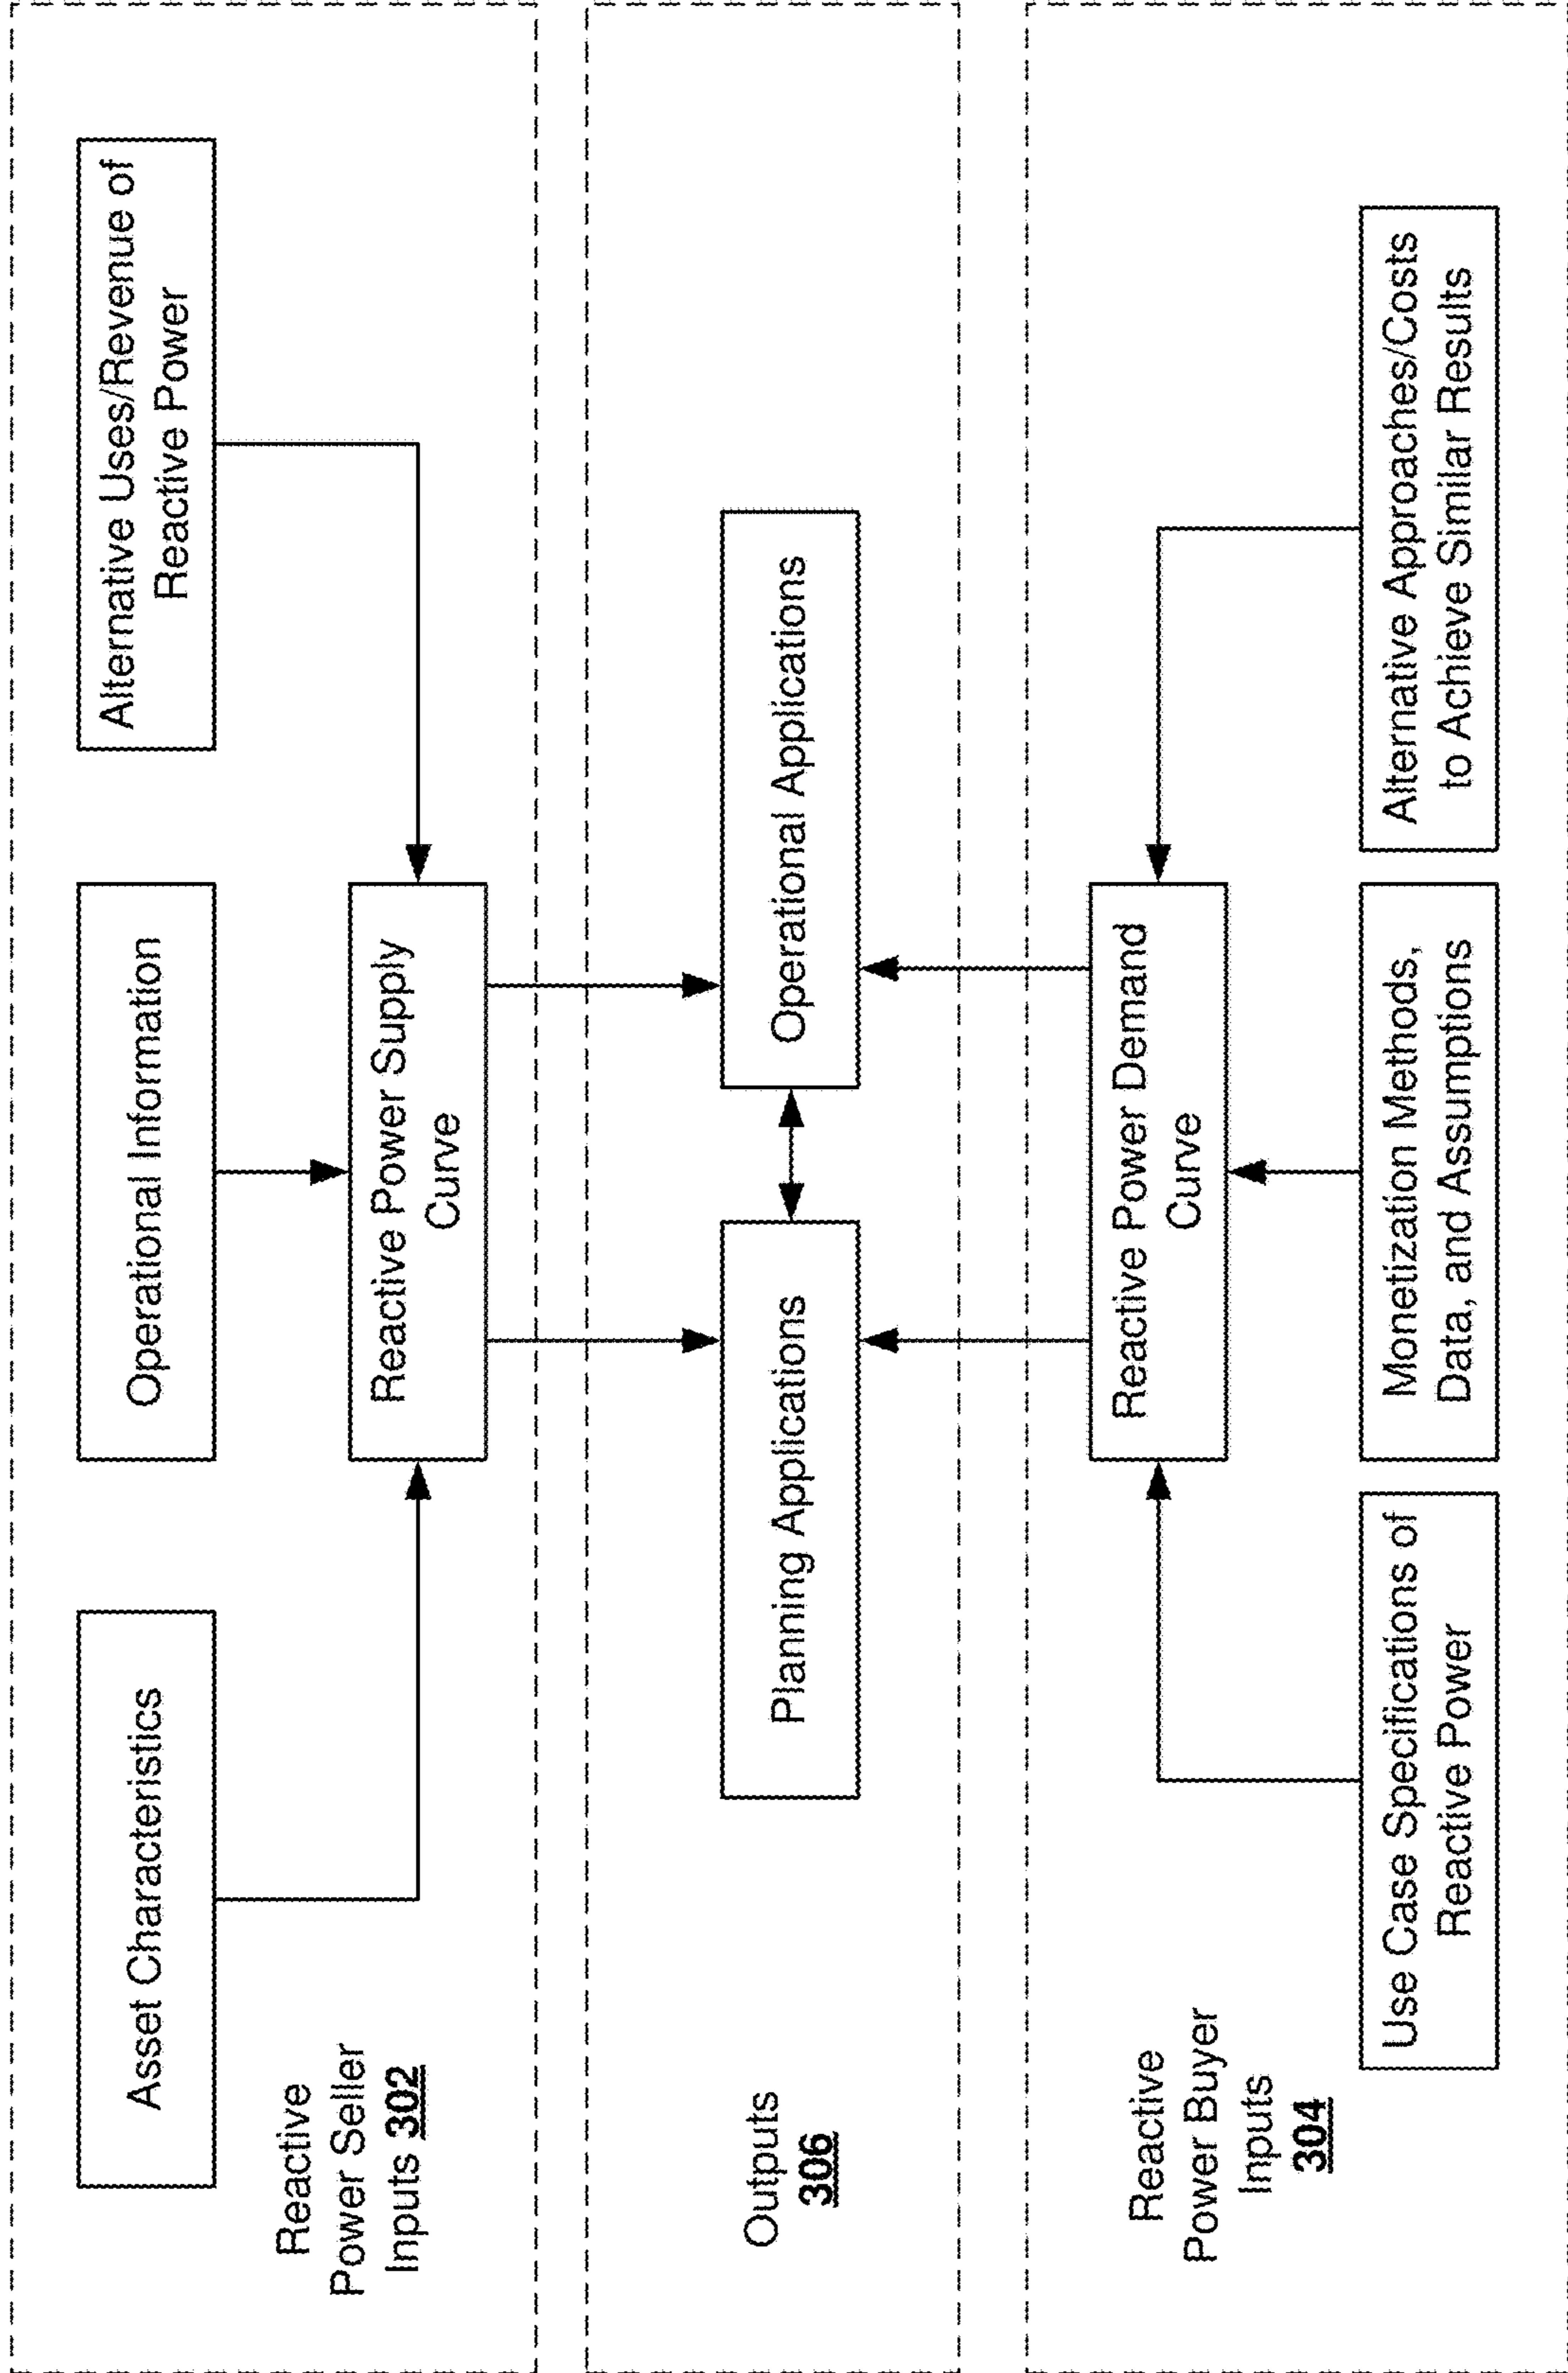 Asset Characteristics
Operational Information
Alternative Uses/Revenue of
Reactive Power
Reactive
Power Seller
Inputs 302
Reactive Power Supply
Curve
Outputs
306
Planning Applications
Operational Applications
Reactive
Power Buyer
Inputs
304
Reactive Power Demand
Curve
Use Case Specifications of
Reactive Power
Monetization Methods,
Data, and Assumptions
Alternative Approaches/Costs
to Achieve Similar Results